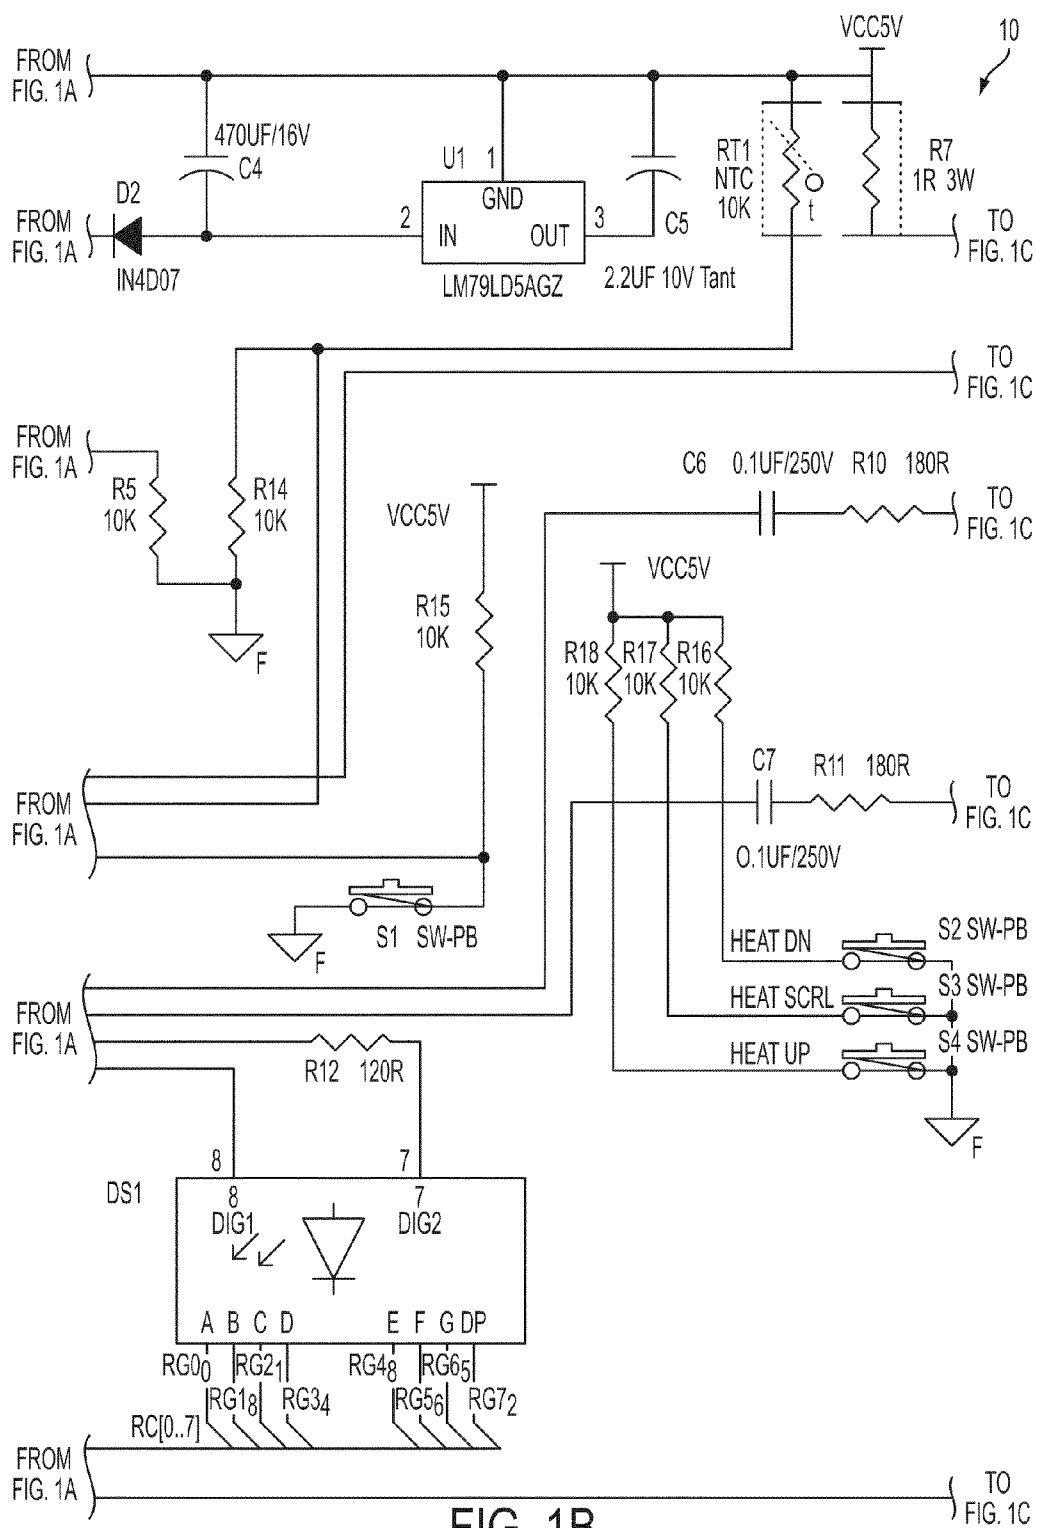 VCC5V
10
FROM
FIG. 1A
470UF/16V
C4
U1
1
GND
2
IN
OUT
3
LM79LD5AGZ
C5
2.2UF 10V Tant
RT1
NTC
10K
t
R7
1R 3W
D2
FROM
FIG. 1A
IN4D07
TO
FIG. 1C
TO
FIG. 1C
FROM
FIG. 1A
R5
10K
R14
10K
F
VCC5V
R15
10K
C6 0.1UF/250V R10 180R
TO
FIG. 1C
VCC5V
R18
10K
R17
10K
R16
10K
C7
R11 180R
O.1UF/250V
TO
FIG. 1C
FROM
FIG. 1A
S1 SW-PB
F
HEAT DN
S2 SW-PB
HEAT SCRL
S3 SW-PB
HEAT UP
S4 SW-PB
F
FROM
FIG. 1A
R12 120R
8
7
DS1
8
DIG1
7
DIG2
A B C D E F G DP
RG00 RG21 RG48 RG65
RG18 RG34 RG56 RG72
RC[0..7]
FROM
FIG. 1A
TO
FIG. 1C
FIG. 1B